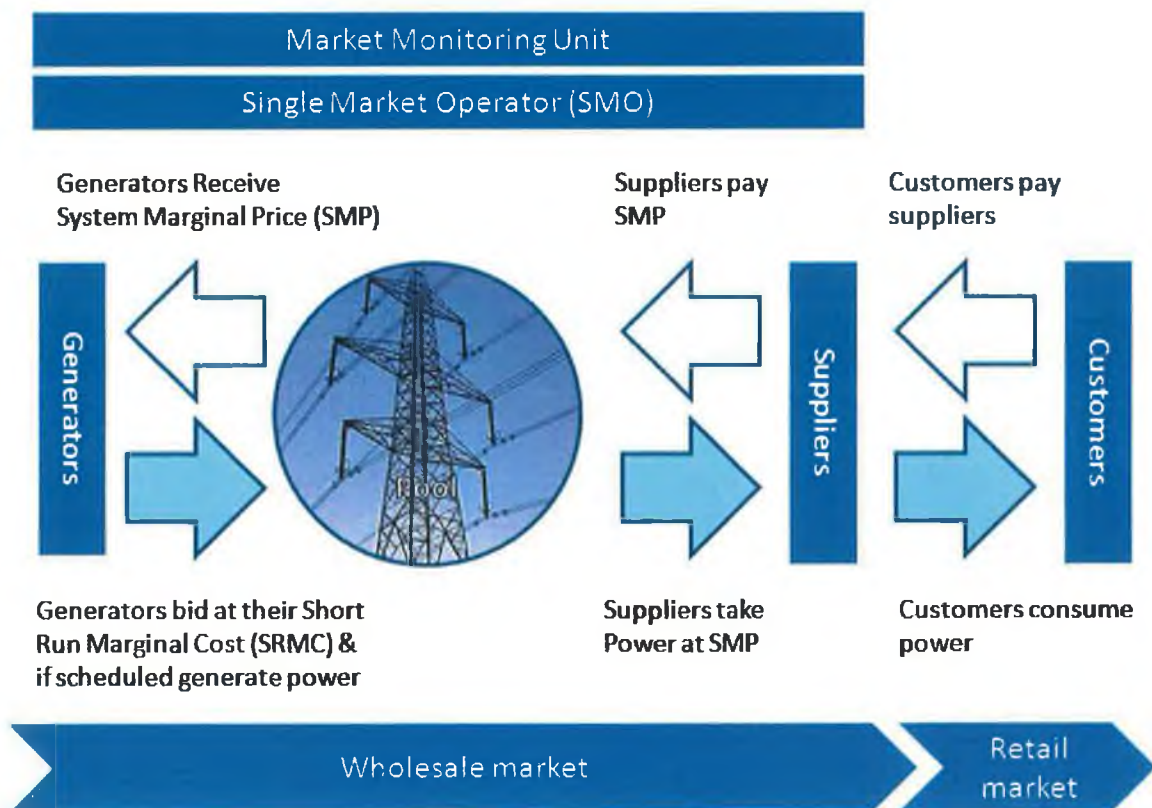 Market Monitoring Unit
Single Market Operator (SMO)
Generators Receive
System Marginal Price (SMP)
Suppliers pay
SMP
Customers pay
suppliers
Generators
Pool
Suppliers
Customers
Generators bid at their Short
Run Marginal Cost (SRMC) &
if scheduled generate power
Suppliers take
Power at SMP
Customers consume
power
Wholesale market
Retail
market